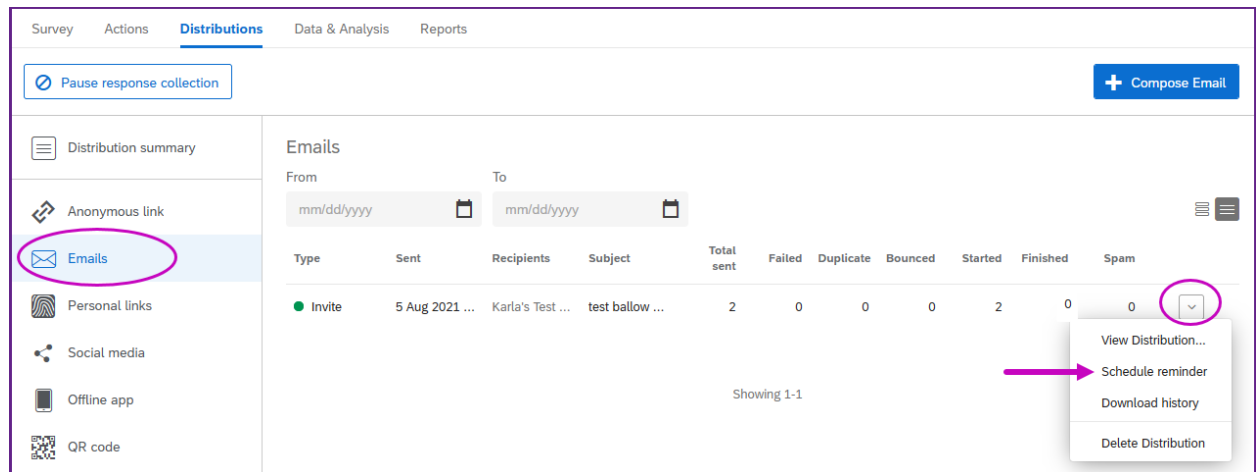 Survey Actions Distributions Data & Analysis Reports
Pause response collection
Compose Email
Distribution summary
Anonymous link
Emails
Personal links
Social media
Offline app
QR code
Emails
From To
mm/dd/yyyy mm/dd/yyyy
Type Sent Recipients Subject Total sent Failed Duplicate Bounced Started Finished Spam
Invite 5 Aug 2021 ... Karla's Test ... test ballow ... 2 0 0 0 2 0 0
View Distribution...
Schedule reminder
Download history
Delete Distribution
Showing 1-1